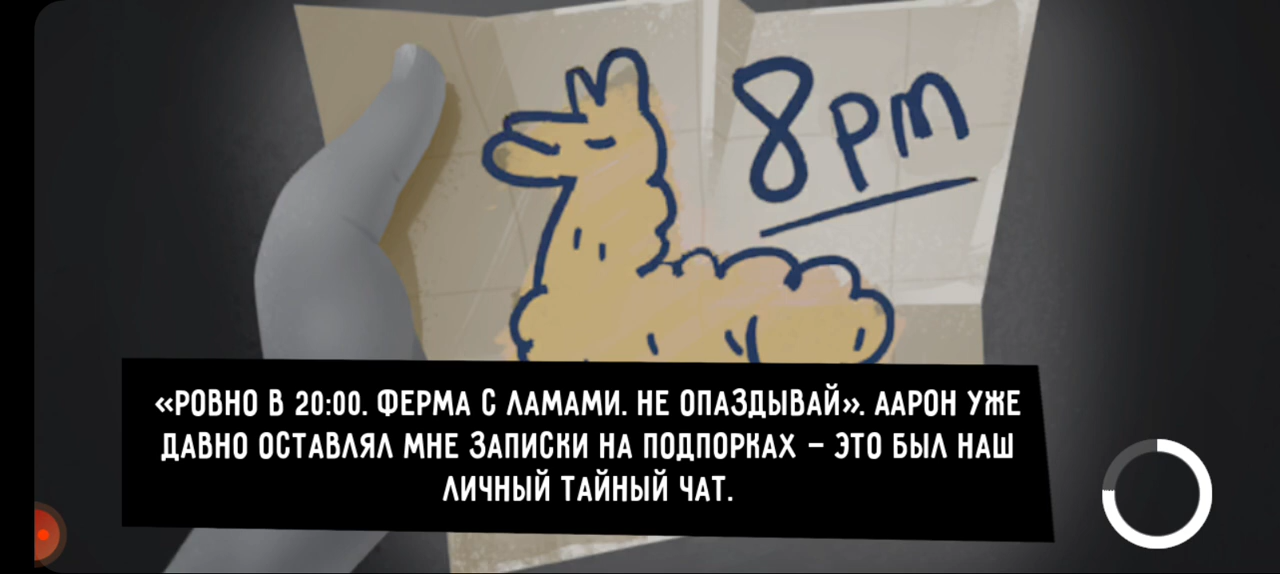 8pm
«РОВНО В 20:00. ФЕРМА С ЛАМАМИ. НЕ ОПАЗДЫВАЙ». ААРОН УЖЕ
ДАВНО ОСТАВЛЯЛ МНЕ ЗАПИСКИ НА ПОДПОРКАХ – ЭТО БЫЛ НАШ
ЛИЧНЫЙ ТАЙНЫЙ ЧАТ.